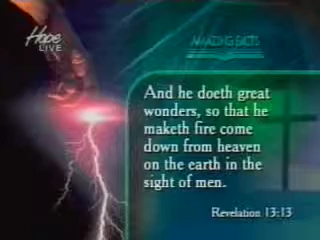 Hope
LIVE
AMAZING FACTS
And he doeth great
wonders, so that he
maketh fire come
down from heaven
on the earth in the
sight of men.
Revelation 13:13